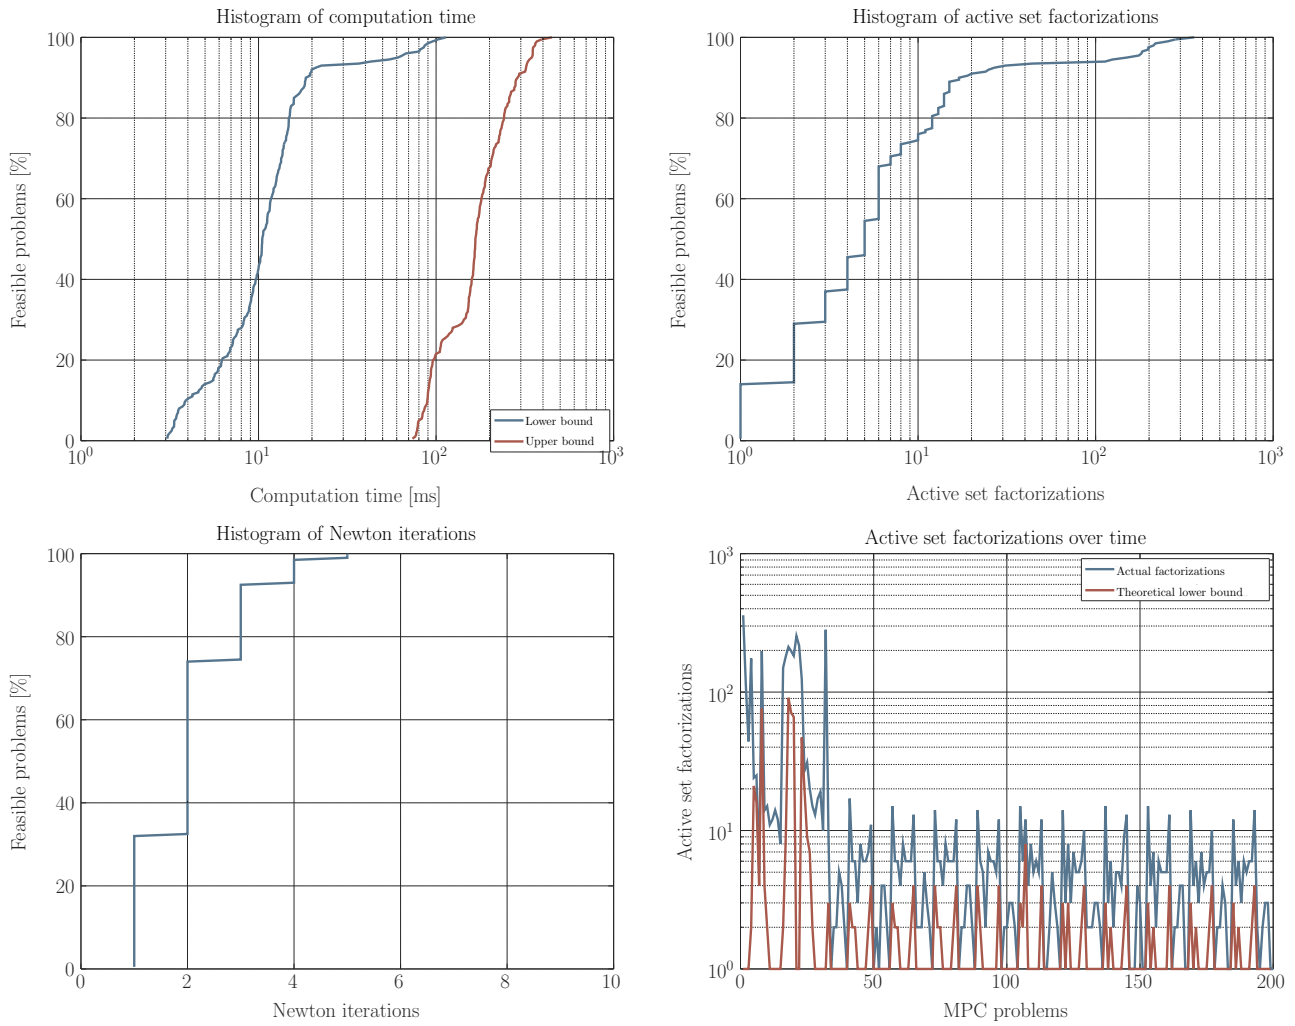 Histogram of computation time
Feasible problems [%]
100
80
60
40
20
0
10^0
10^1
10^2
10^3
Lower bound
Upper bound
Computation time [ms]
Histogram of active set factorizations
Feasible problems [%]
100
80
60
40
20
0
10^0
10^1
10^2
10^3
Active set factorizations
Histogram of Newton iterations
Feasible problems [%]
100
80
60
40
20
0
0
2
4
6
8
10
Newton iterations
Active set factorizations over time
Active set factorizations
10^3
10^2
10^1
10^0
Actual factorizations
Theoretical lower bound
0
50
100
150
200
MPC problems